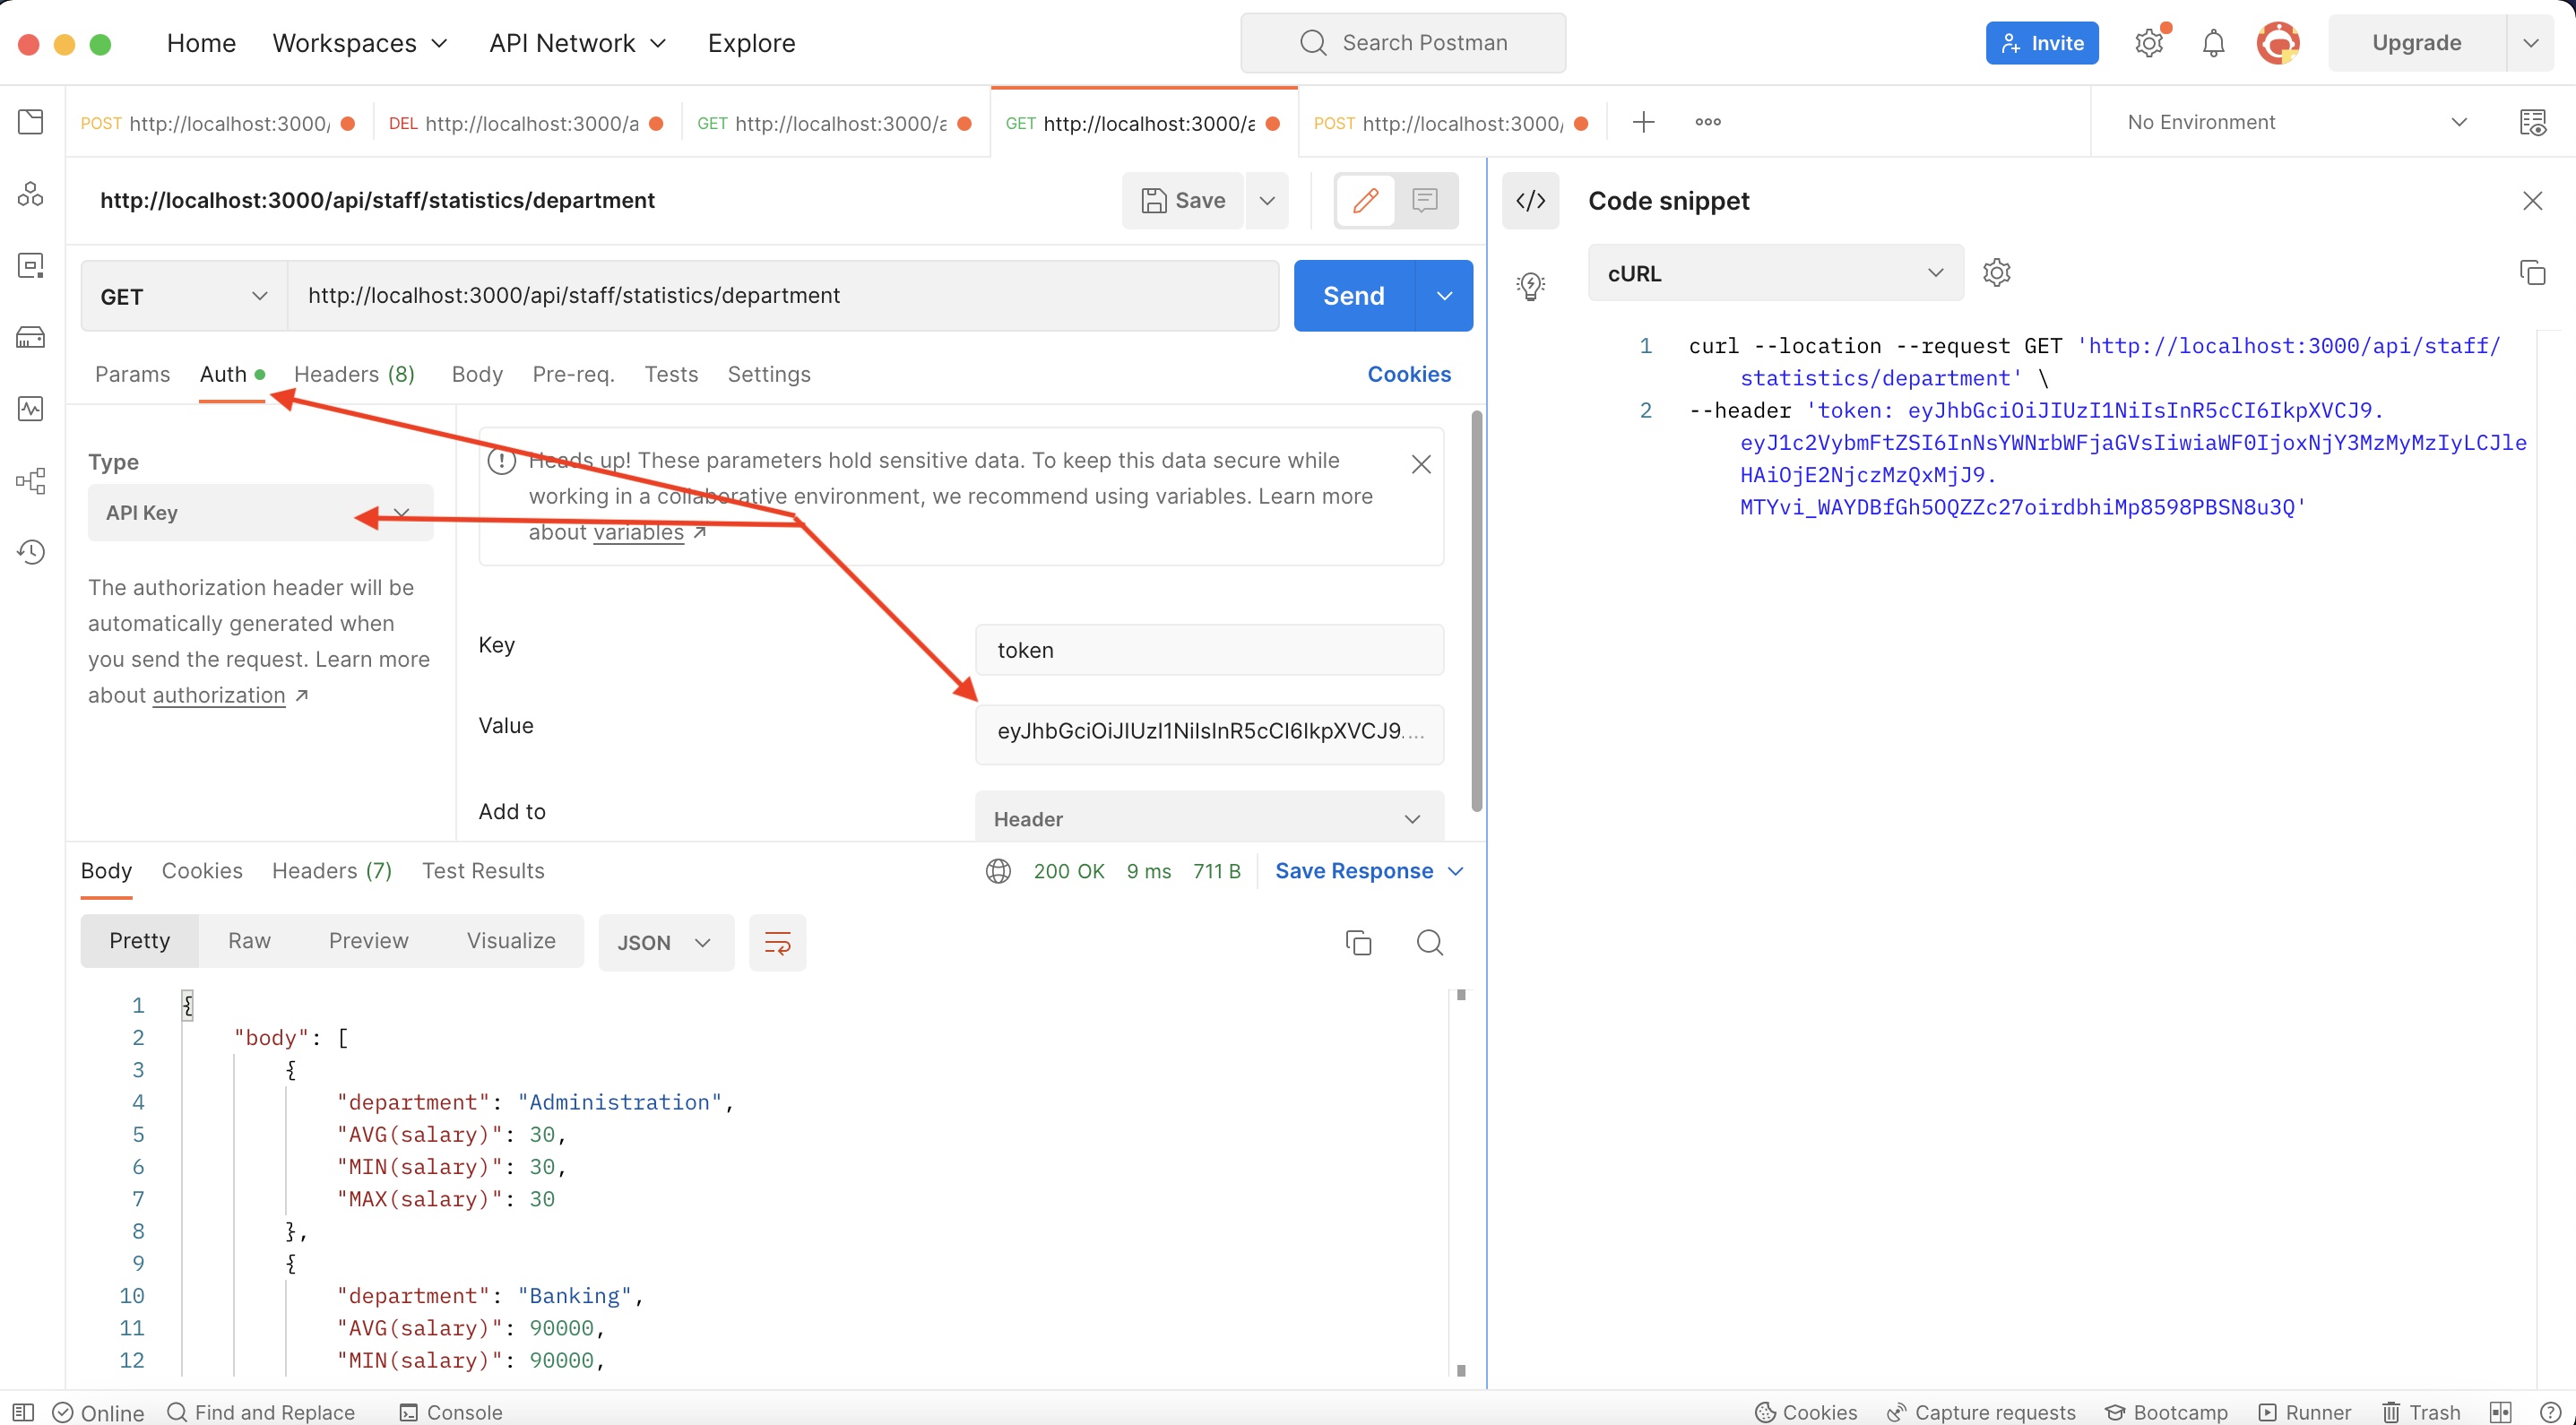 Home Workspaces API Network Explore Search Postman Invite Upgrade
POST http://localhost:3000/ DEL http://localhost:3000/a GET http://localhost:3000/a GET http://localhost:3000/a POST http://localhost:3000/ No Environment
http://localhost:3000/api/staff/statistics/department
Save
GET http://localhost:3000/api/staff/statistics/department Send
Params Auth Headers (8) Body Pre-req. Tests Settings Cookies
Type
API Key
The authorization header will be
automatically generated when
you send the request. Learn more
about authorization ↗
Heads up! These parameters hold sensitive data. To keep this data secure while
working in a collaborative environment, we recommend using variables. Learn more
about variables ↗
Key token
Value eyJhbGciOiJIUzI1NiIsInR5cCI6IkpXVCJ9....
Add to Header
Body Cookies Headers (7) Test Results 200 OK 9 ms 711 B Save Response
Pretty Raw Preview Visualize JSON
1 {
2 "body": [
3 {
4 "department": "Administration",
5 "AVG(salary)": 30,
6 "MIN(salary)": 30,
7 "MAX(salary)": 30
8 },
9 {
10 "department": "Banking",
11 "AVG(salary)": 90000,
12 "MIN(salary)": 90000,
</> Code snippet
cURL
1 curl --location --request GET 'http://localhost:3000/api/staff/
statistics/department' \
2 --header 'token: eyJhbGciOiJIUzI1NiIsInR5cCI6IkpXVCJ9.
eyJ1c2VybmFtZSI6InNsYWNrbWFjaGVsIiwiaWF0IjoxNjY3MzMyMzIyLCJle
HAiOjE2NjczMzQxMjJ9.
MTYvi_WAYDBfGh5OQZZc27oirdbhiMp8598PBSN8u3Q'
Online Find and Replace Console Cookies Capture requests Bootcamp Runner Trash